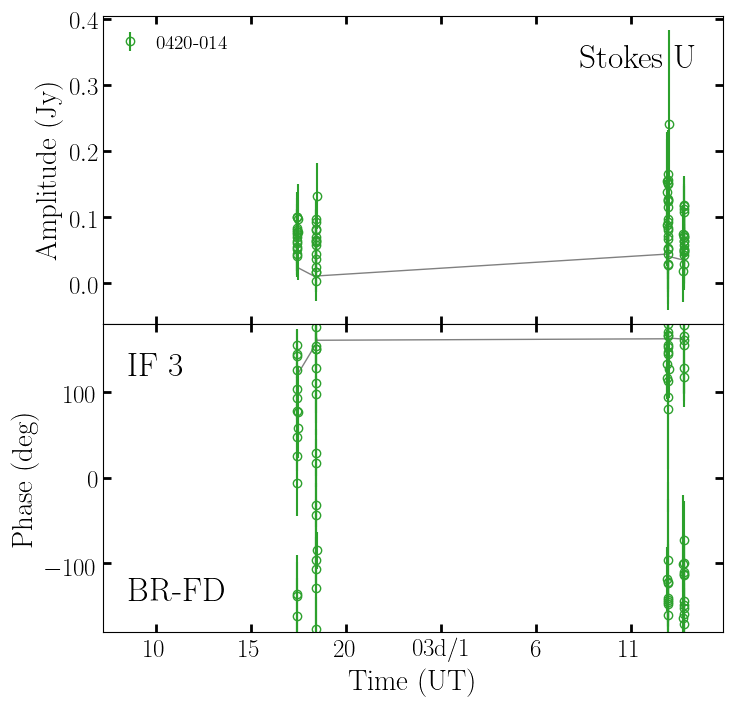 0420-014
Stokes U
Amplitude (Jy)
0.4
0.3
0.2
0.1
0.0
IF 3
BR-FD
Phase (deg)
100
0
−100
10 15 20 03d/1 6 11
Time (UT)